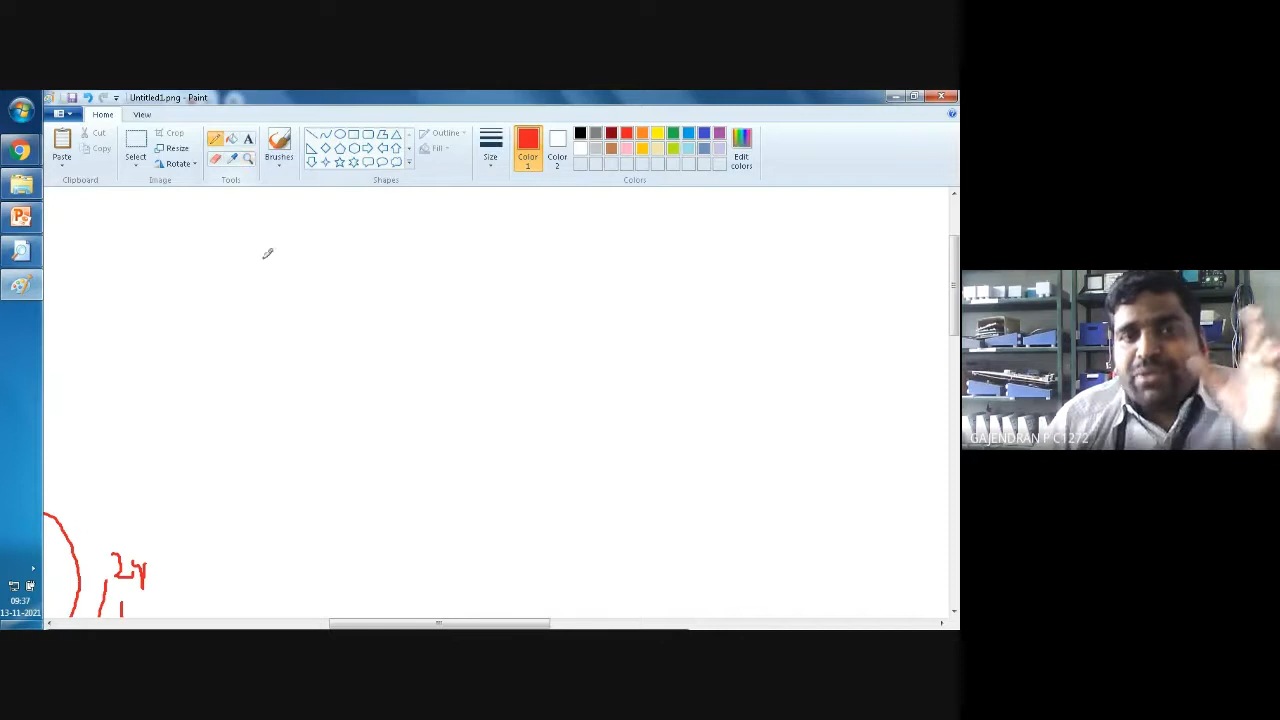 Untitled1.png - Paint
Home
View
Paste
Cut
Copy
Clipboard
Select
Crop
Resize
Rotate
Image
A
Tools
Brushes
Outline
Fill
Shapes
Size
Color
1
Color
2
Edit
colors
Colors
GAJENDRAN P C1272
09:37
13-11-2021